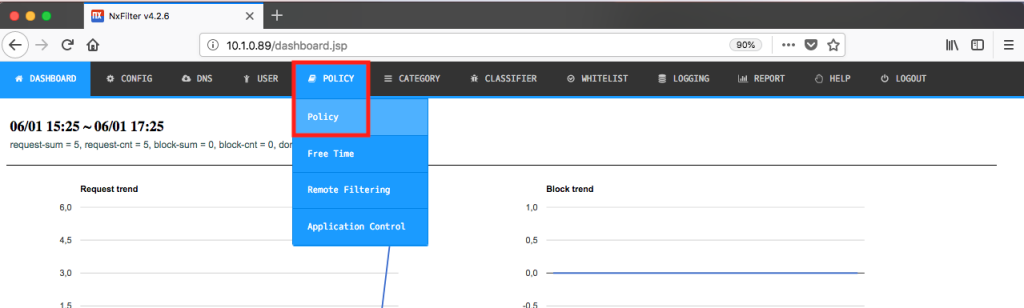 NxFilter v4.2.6
10.1.0.89/dashboard.jsp
90%
DASHBOARD CONFIG DNS USER POLICY CATEGORY CLASSIFIER WHITELIST LOGGING REPORT HELP LOGOUT
Policy
Free Time
Remote Filtering
Application Control
06/01 15:25 ~ 06/01 17:25
request-sum = 5, request-cnt = 5, block-sum = 0, block-cnt = 0,
Request trend
6,0
4,5
3,0
1,5
Block trend
1,0
0,5
0,0
-0,5